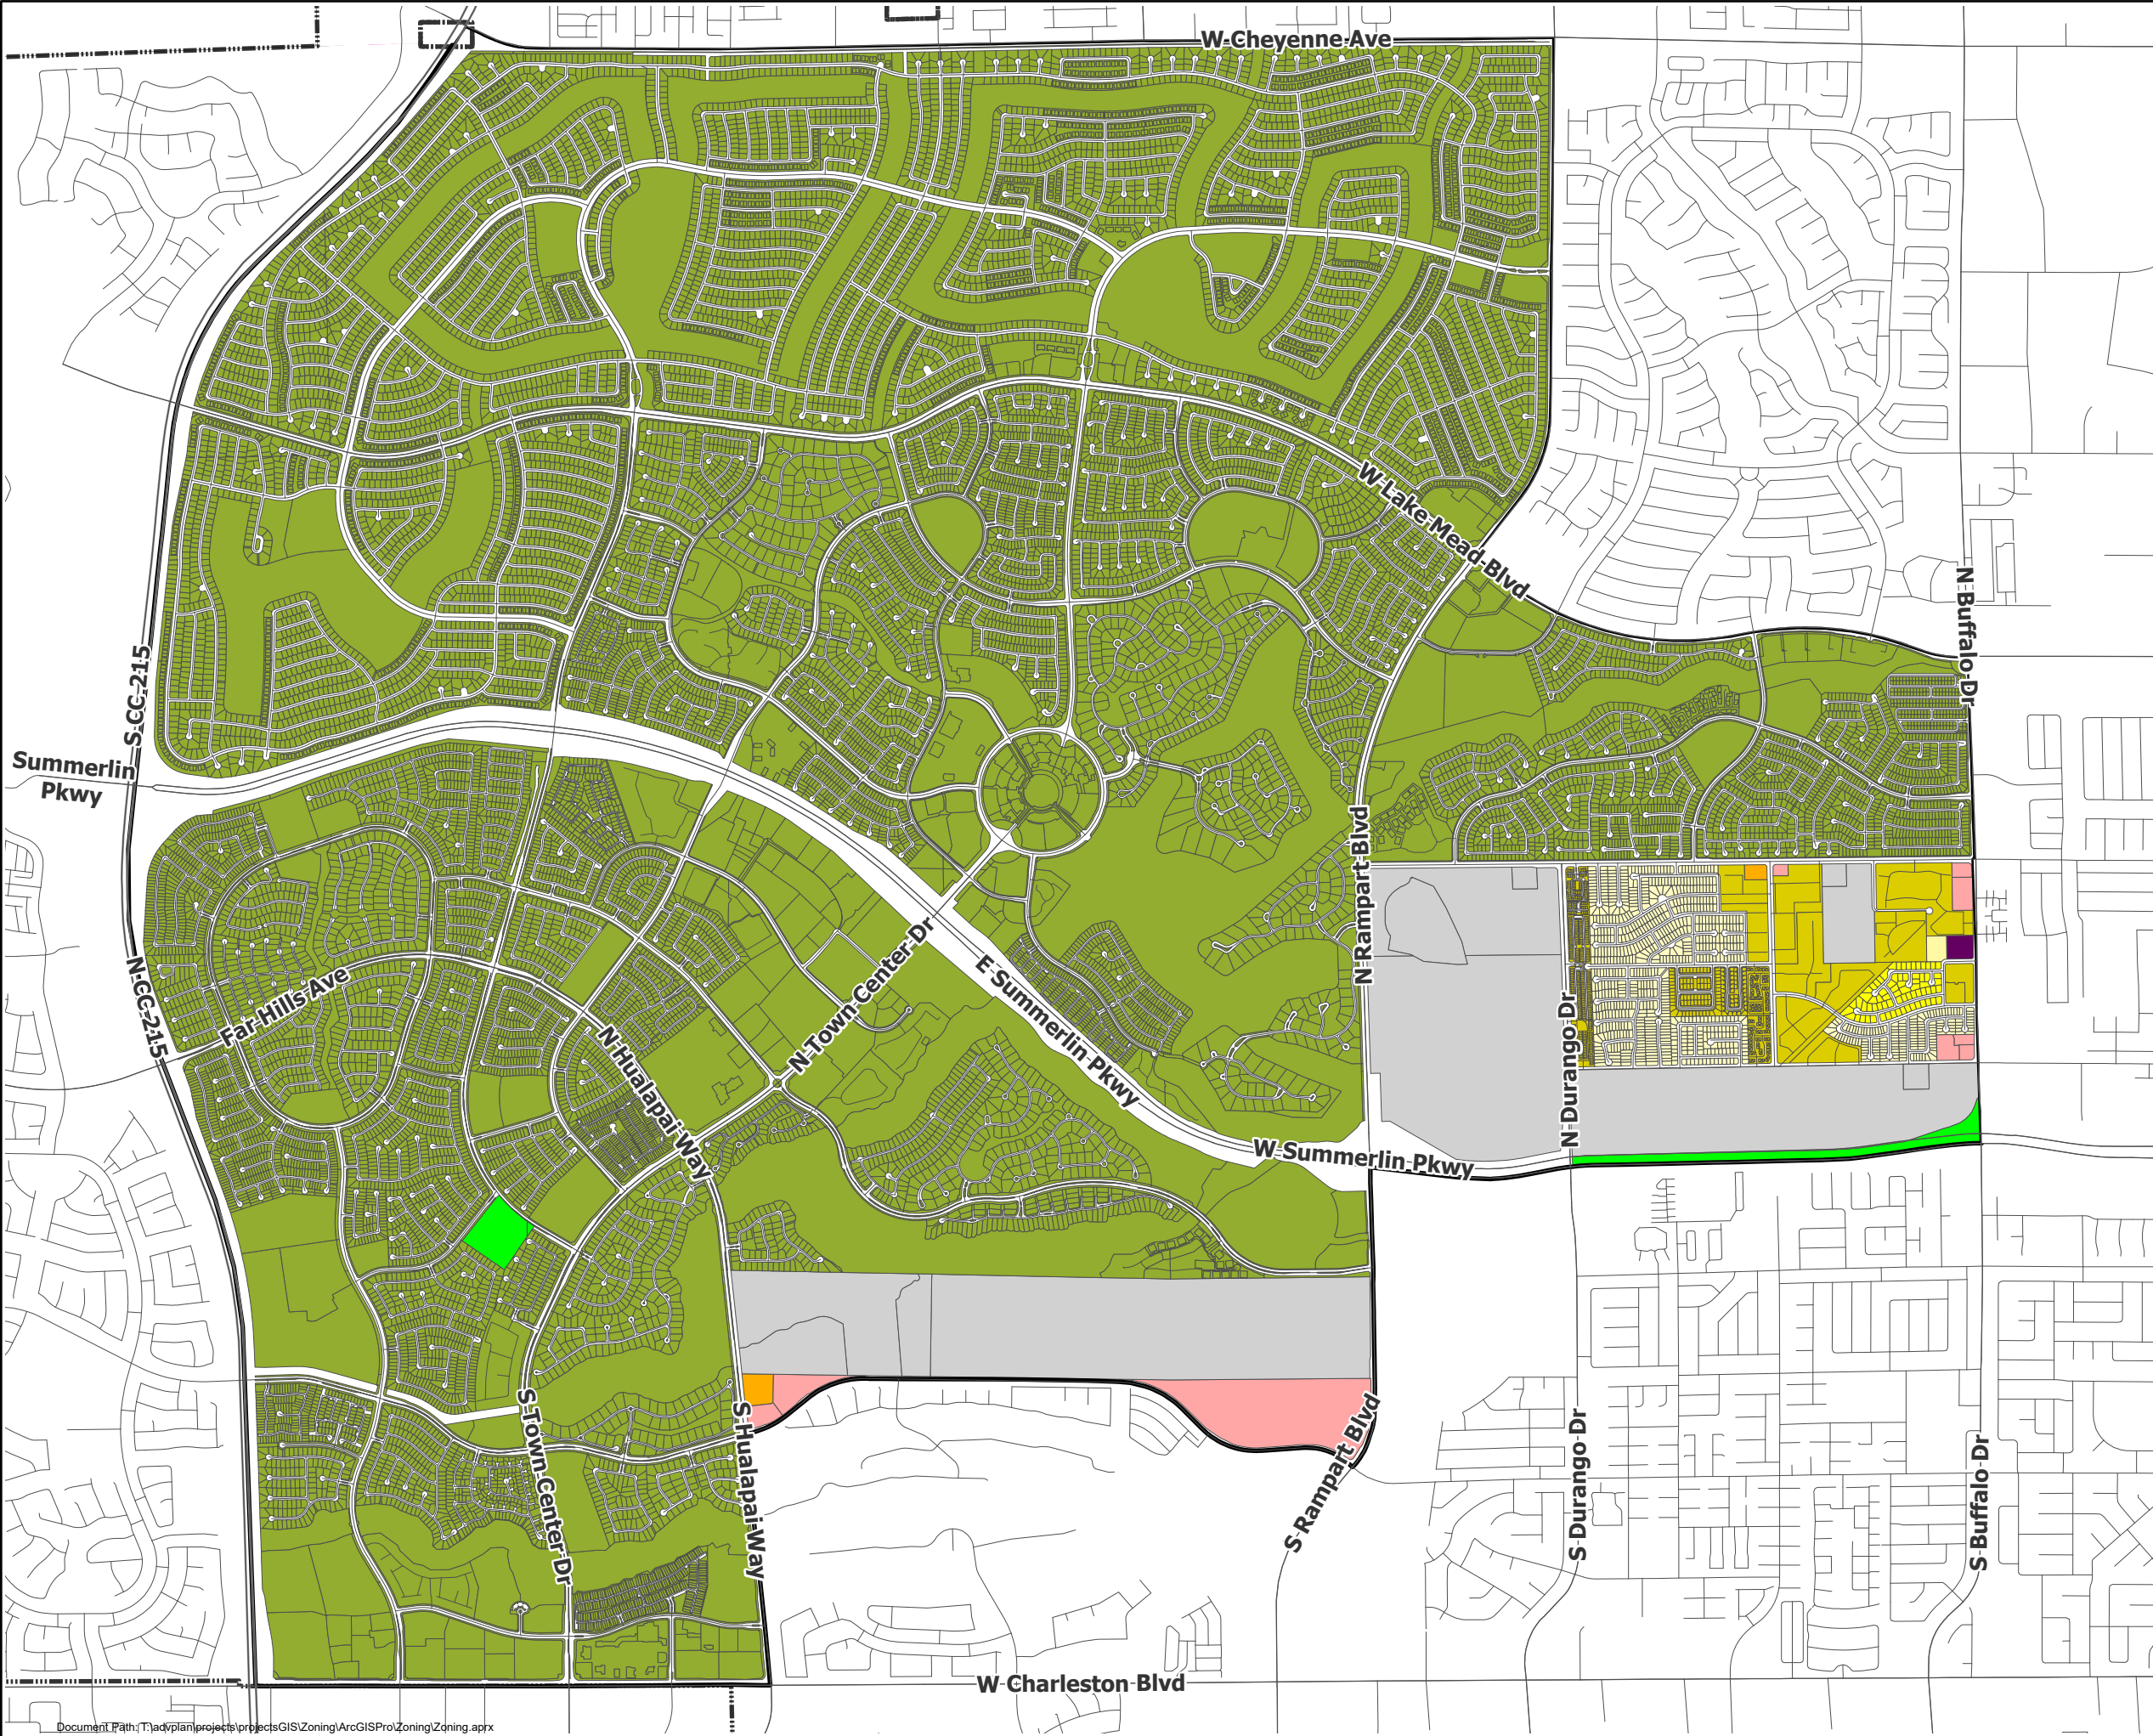 W Cheyenne Ave
W Lake Mead Blvd
N Buffalo Dr
S CC 215
Summerlin
Pkwy
N Rampart Blvd
N Town Center Dr
E Summerlin Pkwy
N CC 215
Far Hills Ave
N Hualapai Way
N Durango Dr
W Summerlin Pkwy
S Town Center Dr
S Hualapai Way
S Rampart Blvd
S Durango Dr
S Buffalo Dr
W Charleston Blvd
Document Path: T:\advplan\projects\projectsGIS\Zoning\ArcGISPro\Zoning\Zoning.aprx